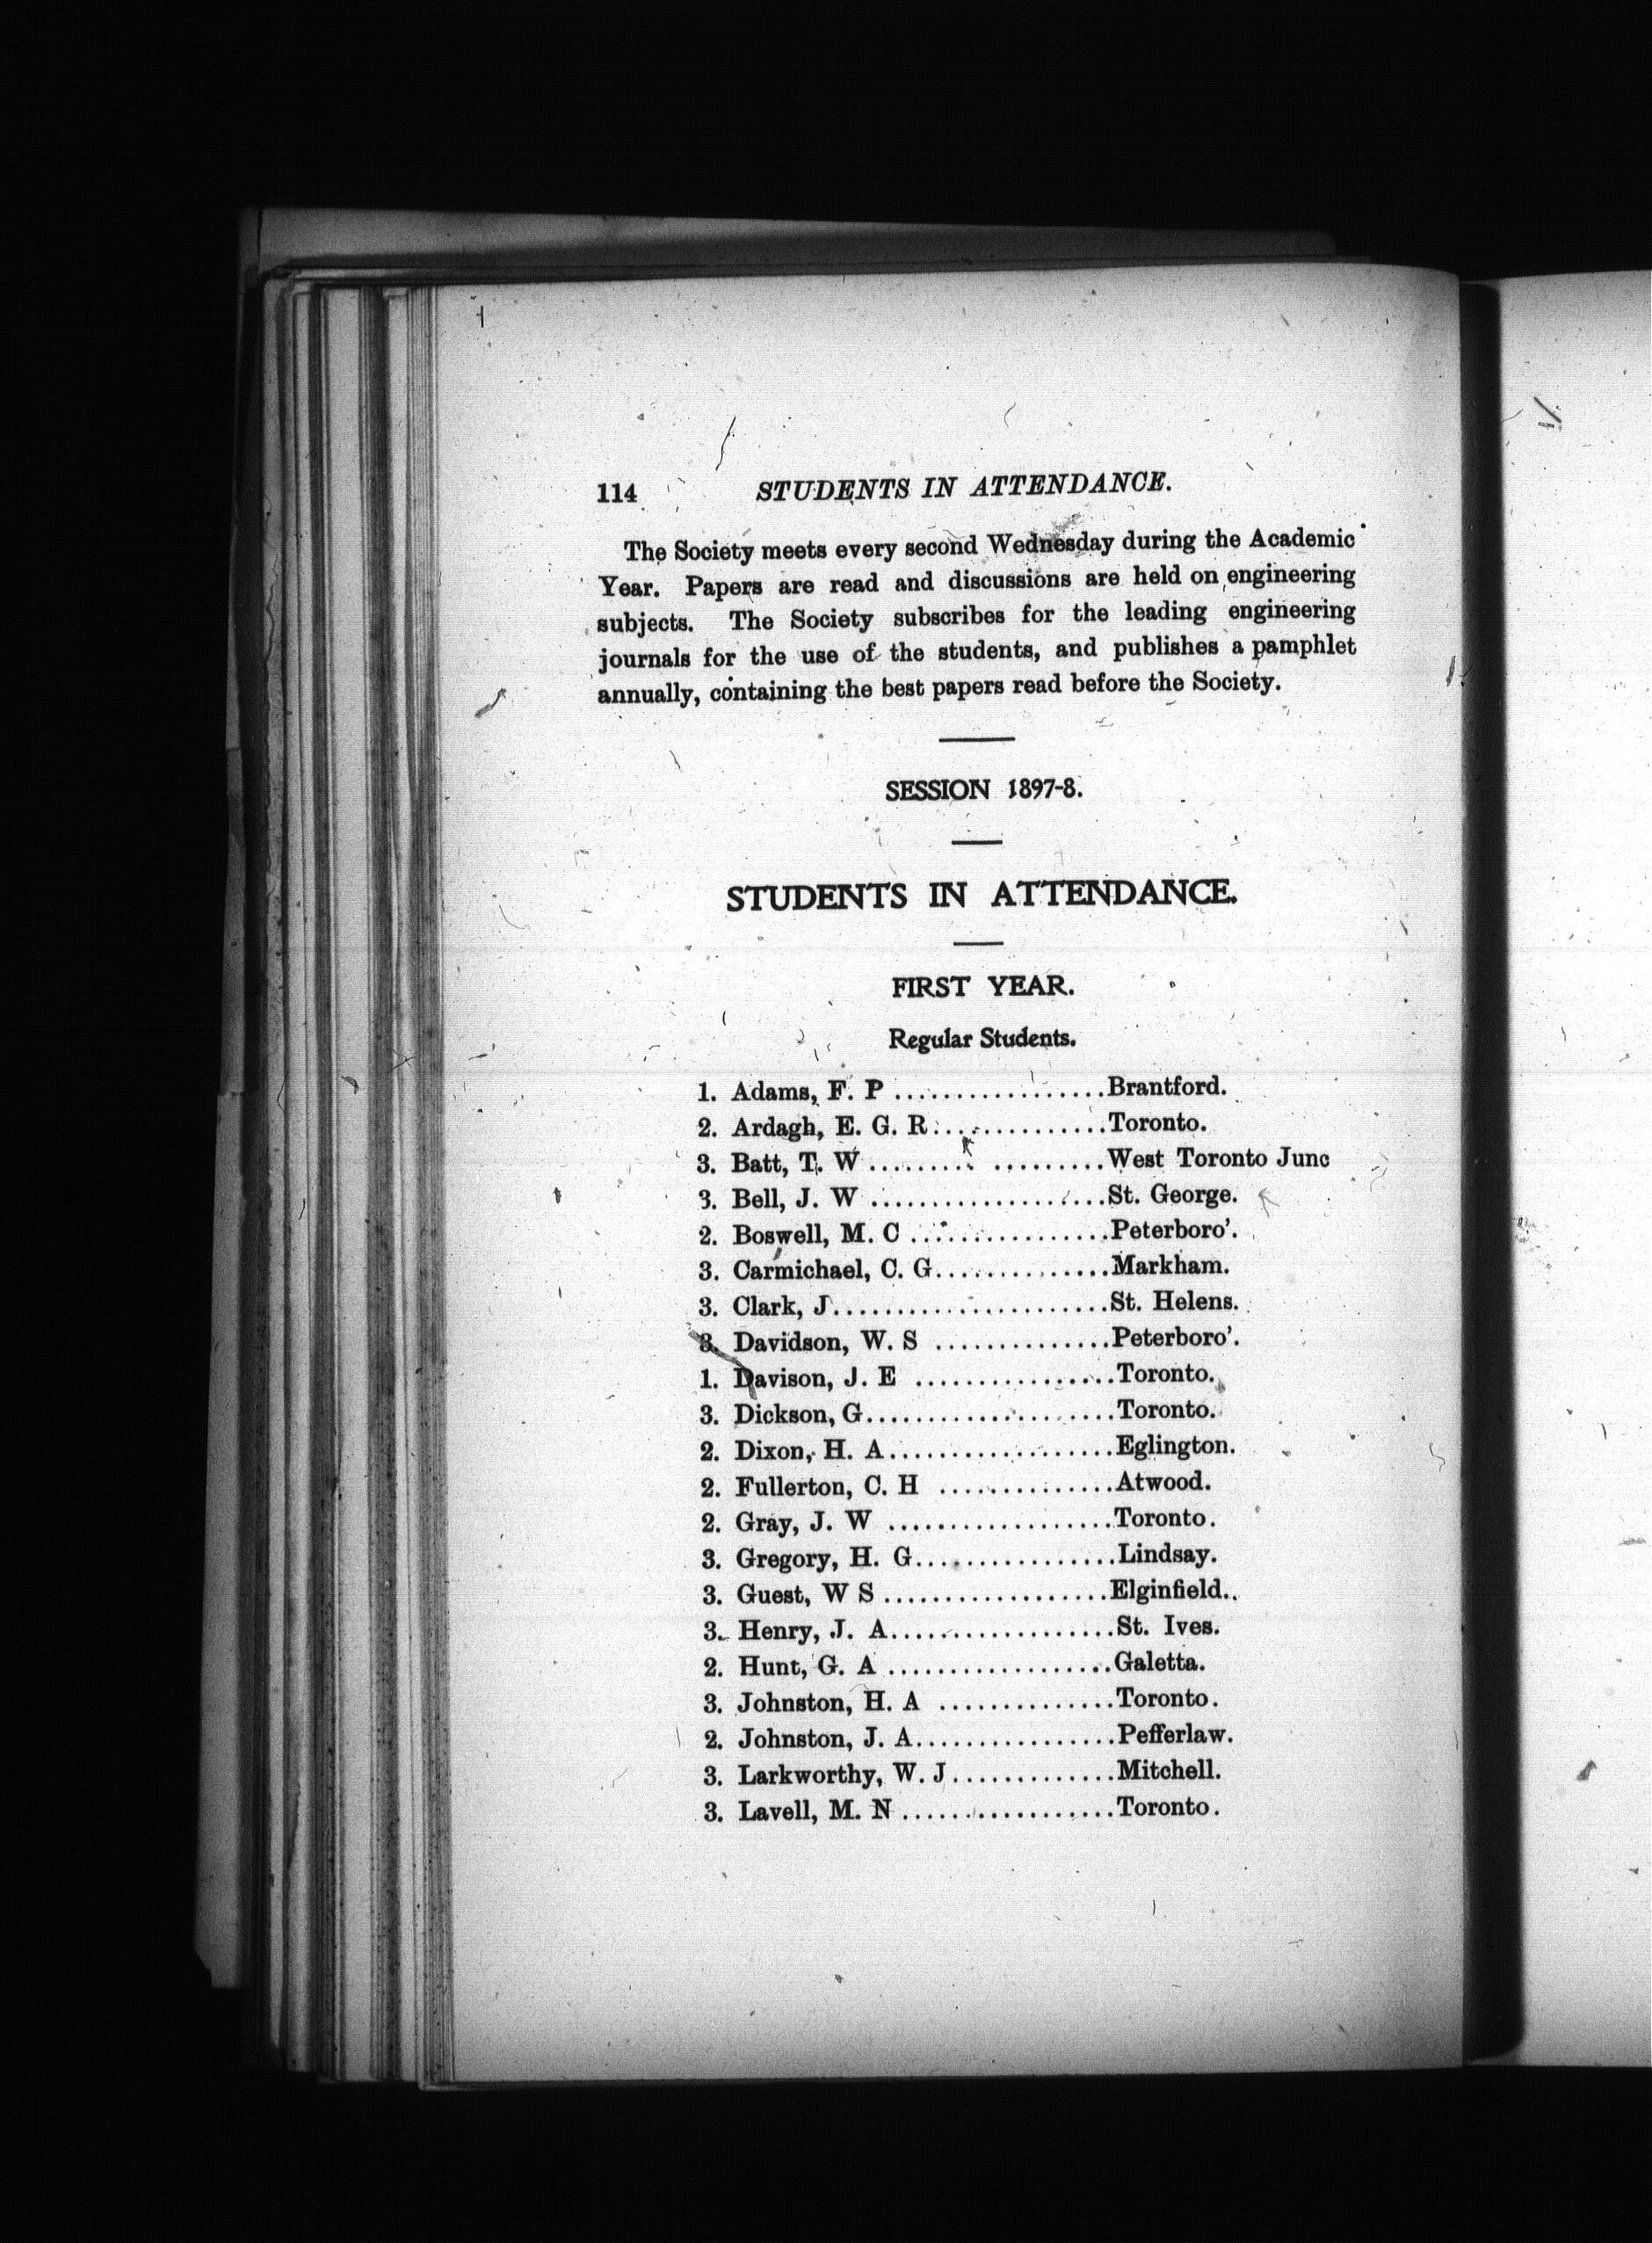 114 STUDENTS IN ATTENDANCE.
The Society meets every second Wednesday during the Academic
Year. Papers are read and discussions are held on engineering
subjects. The Society subscribes for the leading engineering
journals for the use of the students, and publishes a pamphlet
annually, containing the best papers read before the Society.
SESSION 1897-8.
STUDENTS IN ATTENDANCE.
FIRST YEAR.
Regular Students.
1. Adams, F. P .................Brantford.
2. Ardagh, E. G. R..............Toronto.
3. Batt, T. W ......... .........West Toronto Junc
3. Bell, J. W ...................St. George.
2. Boswell, M. C ................Peterboro'.
3. Carmichael, C. G..............Markham.
3. Clark, J......................St. Helens.
3. Davidson, W. S ..............Peterboro'.
1. Davison, J. E ................Toronto.
3. Dickson, G....................Toronto.
2. Dixon, H. A..................Eglington.
2. Fullerton, C. H ..............Atwood.
2. Gray, J. W ..................Toronto.
3. Gregory, H. G................Lindsay.
3. Guest, W S ..................Elginfield.
3. Henry, J. A..................St. Ives.
2. Hunt, G. A ..................Galetta.
3. Johnston, H. A ..............Toronto.
2. Johnston, J. A................Pefferlaw.
3. Larkworthy, W. J.............Mitchell.
3. Lavell, M. N .................Toronto.